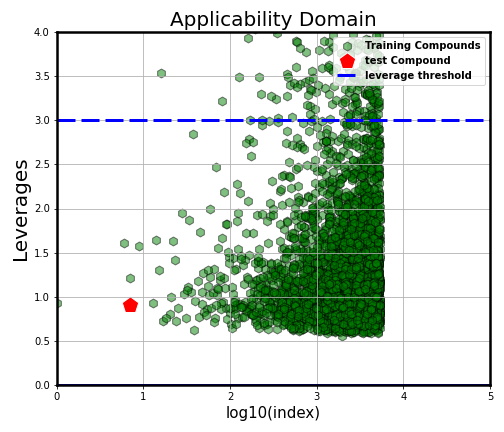 Applicability Domain
Training Compounds
test Compound
leverage threshold
Leverages
4.0
3.5
3.0
2.5
2.0
1.5
1.0
0.5
0.0
0 1 2 3 4 5
log10(index)